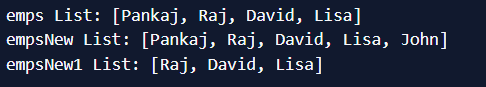 emps List: [Pankaj, Raj, David, Lisa]
empsNew List: [Pankaj, Raj, David, Lisa, John]
empsNew1 List: [Raj, David, Lisa]